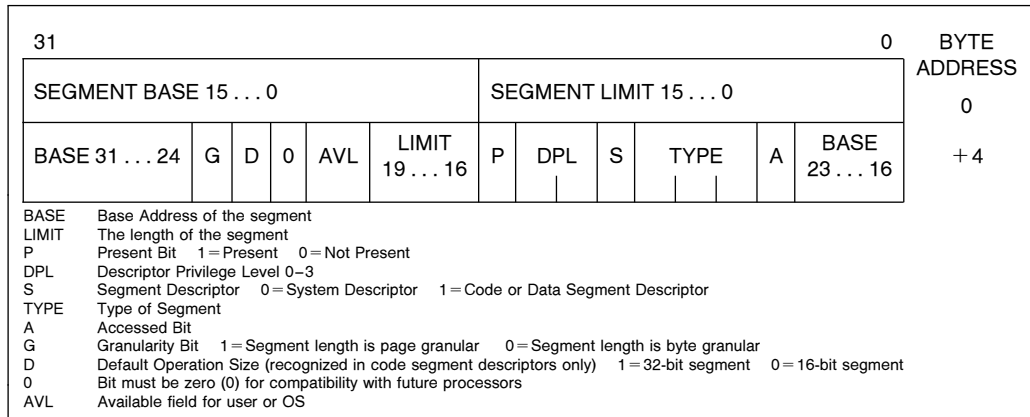 31 0 BYTE ADDRESS
SEGMENT BASE 15 . . . 0 SEGMENT LIMIT 15 . . . 0 0
BASE 31 . . . 24 G D 0 AVL LIMIT 19 . . . 16 P DPL S TYPE A BASE 23 . . . 16 +4
BASE Base Address of the segment
LIMIT The length of the segment
P Present Bit 1=Present 0=Not Present
DPL Descriptor Privilege Level 0–3
S Segment Descriptor 0=System Descriptor 1=Code or Data Segment Descriptor
TYPE Type of Segment
A Accessed Bit
G Granularity Bit 1=Segment length is page granular 0=Segment length is byte granular
D Default Operation Size (recognized in code segment descriptors only) 1=32-bit segment 0=16-bit segment
0 Bit must be zero (0) for compatibility with future processors
AVL Available field for user or OS